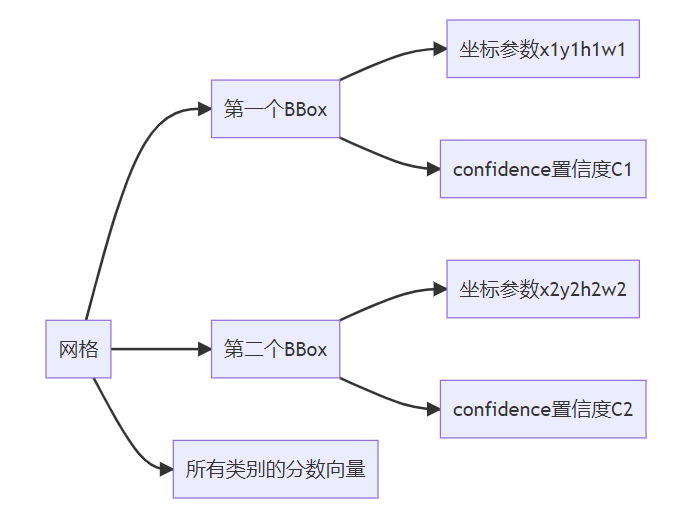 坐标参数x1y1h1w1
第一个BBox
confidence置信度C1
坐标参数x2y2h2w2
网格
第二个BBox
confidence置信度C2
所有类别的分数向量